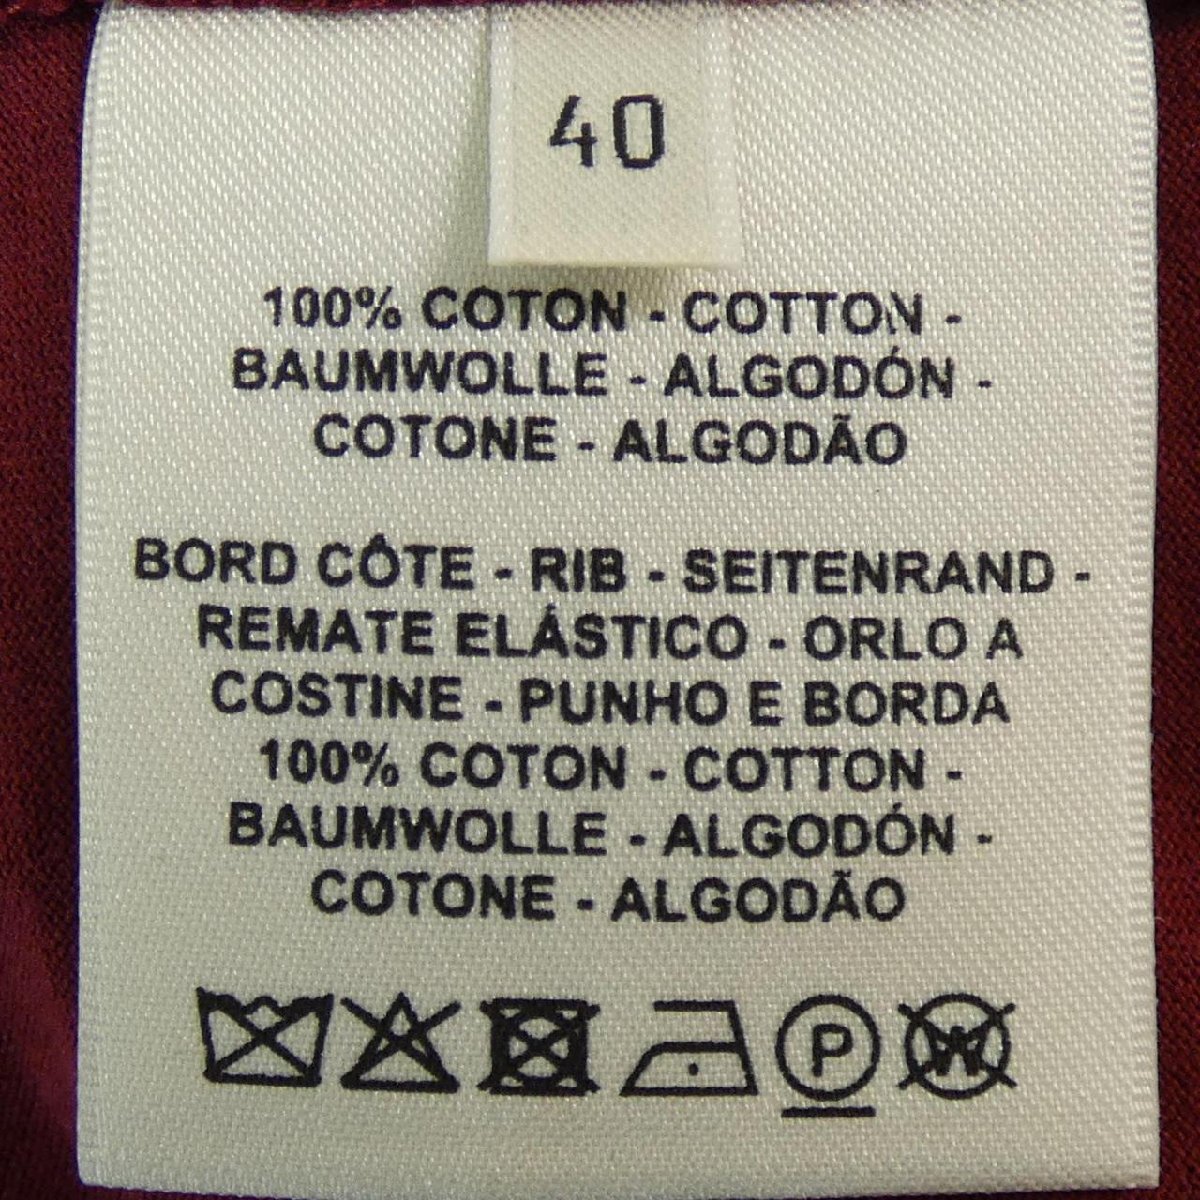 40
100% COTON - COTTON -
BAUMWOLLE - ALGODÓN -
COTONE - ALGODÃO
BORD CÔTE - RIB - SEITENRAND -
REMATE ELÁSTICO - ORLO A
COSTINE - PUNHO E BORDA
100% COTON - COTTON -
BAUMWOLLE - ALGODÓN -
COTONE - ALGODÃO
P W